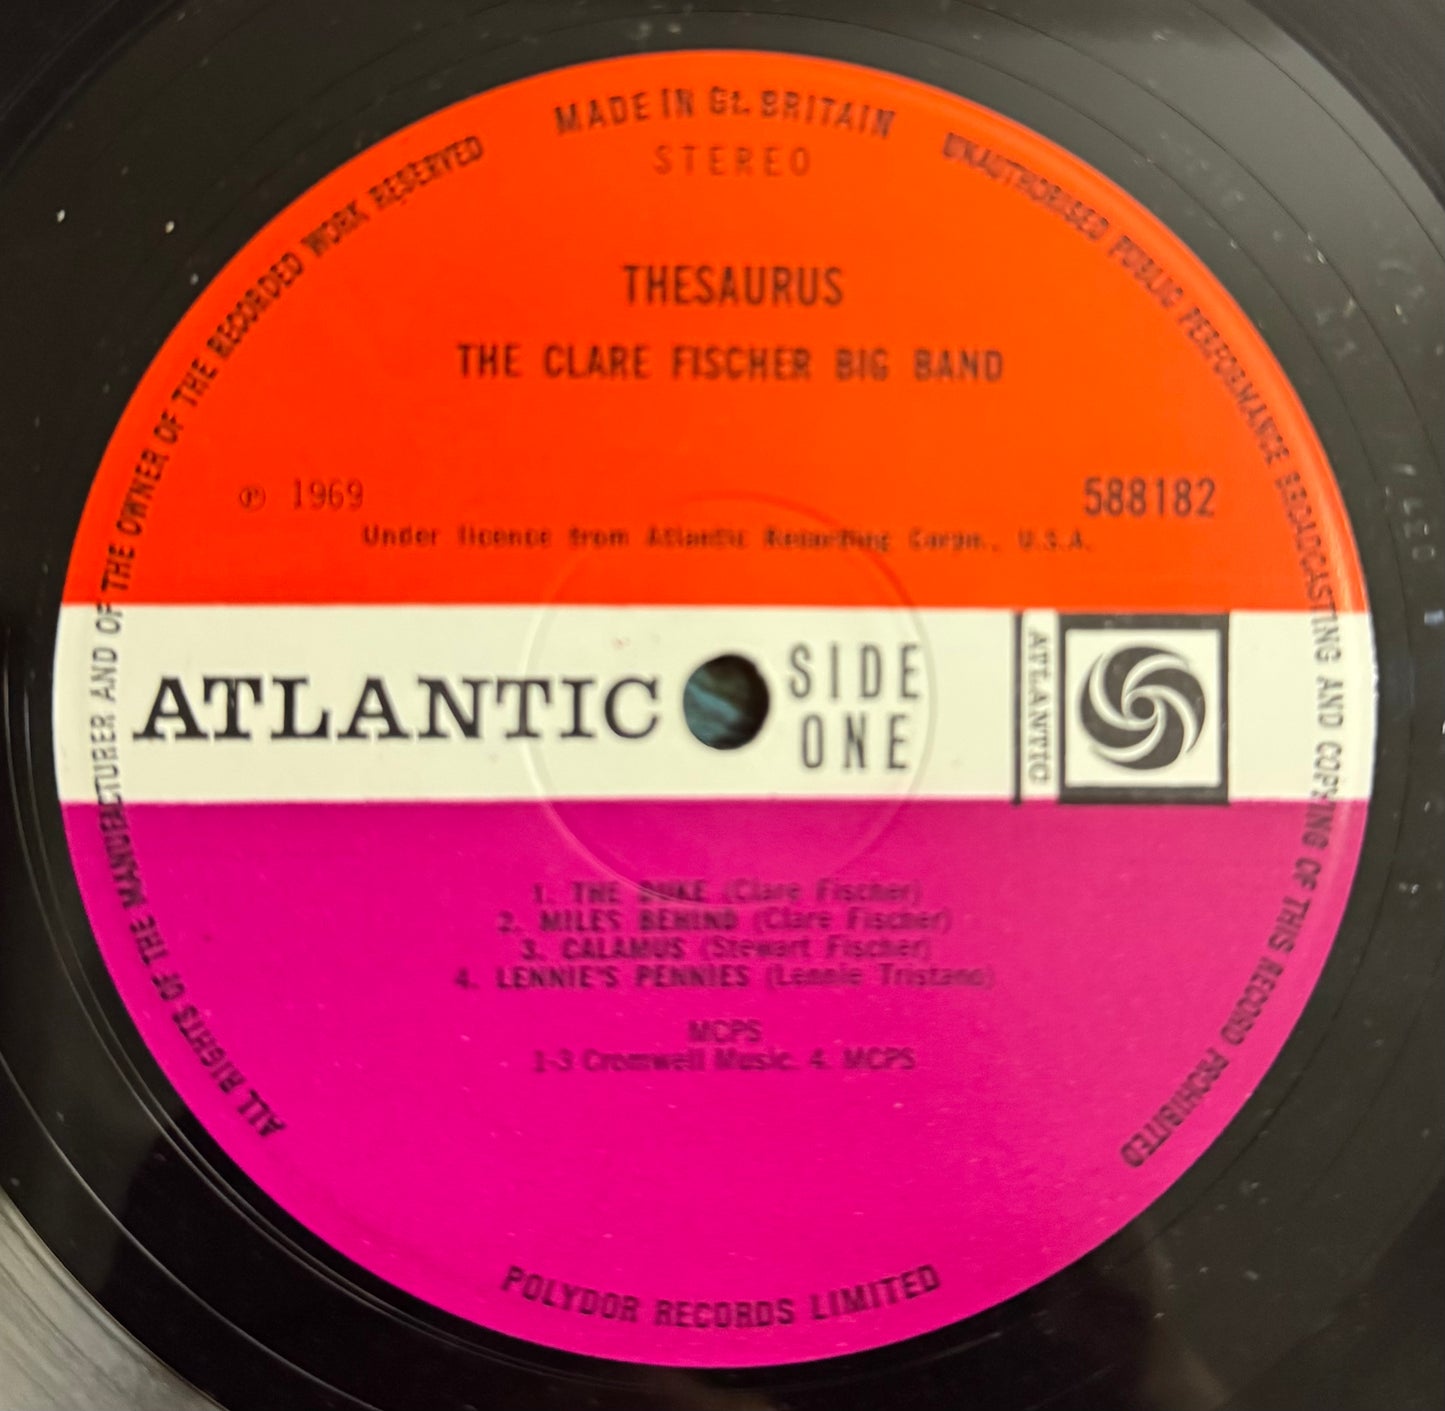 MADE IN Gt. BRITAIN
STEREO
ALL RIGHTS OF THE MANUFACTURER AND OF THE OWNER OF THE RECORDED WORK RESERVED
UNAUTHORISED PUBLIC PERFORMANCE BROADCASTING AND COPYING OF THIS RECORD PROHIBITED
THESAURUS
THE CLARE FISCHER BIG BAND
℗ 1969
588182
Under licence from Atlantic Recording Corpn., U.S.A.
ATLANTIC
SIDE
ONE
ATLANTIC
1. THE DUKE (Clare Fischer)
2. MILES BEHIND (Clare Fischer)
3. CALAMUS (Stewart Fischer)
4. LENNIE'S PENNIES (Lennie Tristano)
MCPS
1-3 Cromwell Music. 4. MCPS
POLYDOR RECORDS LIMITED